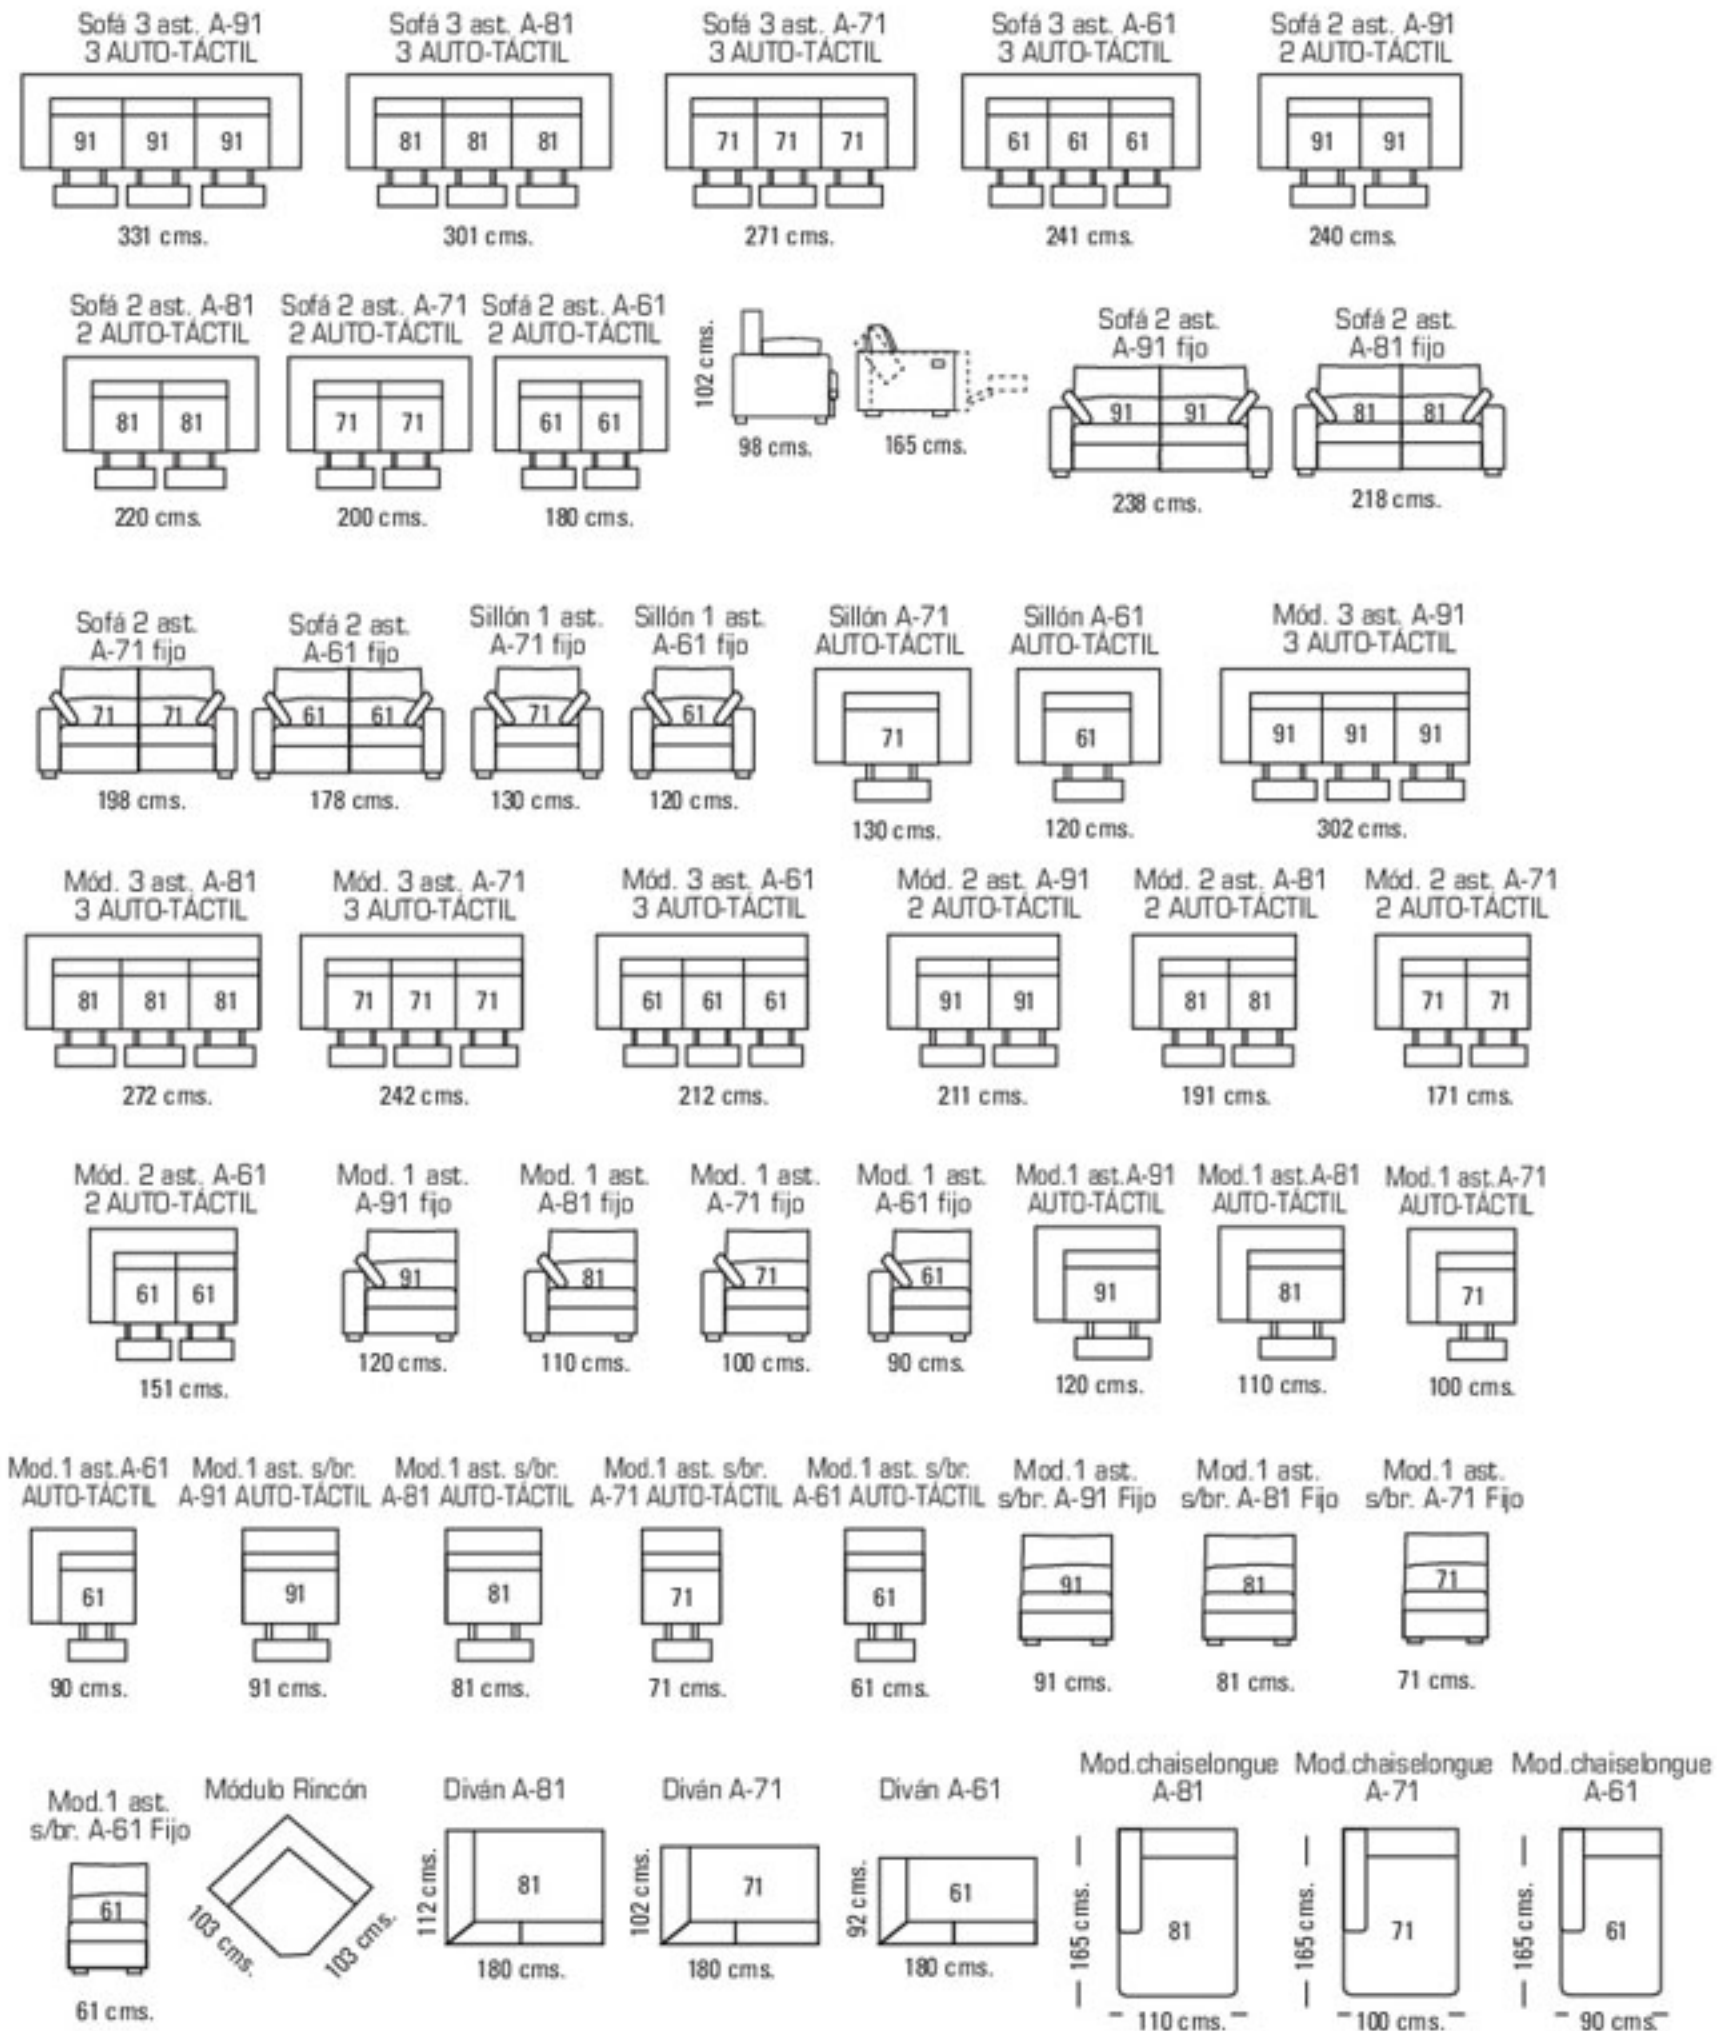 Sofá 3 ast. A-91
3 AUTO-TÁCTIL
91 91 91
331 cms.
Sofá 3 ast. A-81
3 AUTO-TÁCTIL
81 81 81
301 cms.
Sofá 3 ast. A-71
3 AUTO-TÁCTIL
71 71 71
271 cms.
Sofá 3 ast. A-61
3 AUTO-TÁCTIL
61 61 61
241 cms.
Sofá 2 ast. A-91
2 AUTO-TÁCTIL
91 91
240 cms.
Sofá 2 ast. A-81
2 AUTO-TÁCTIL
81 81
220 cms.
Sofá 2 ast. A-71
2 AUTO-TÁCTIL
71 71
200 cms.
Sofá 2 ast. A-61
2 AUTO-TÁCTIL
61 61
180 cms.
102 cms.
98 cms.
165 cms.
Sofá 2 ast.
A-91 fijo
91 91
238 cms.
Sofá 2 ast.
A-81 fijo
81 81
218 cms.
Sofá 2 ast.
A-71 fijo
71 71
198 cms.
Sofá 2 ast.
A-61 fijo
61 61
178 cms.
Sillón 1 ast.
A-71 fijo
71
130 cms.
Sillón 1 ast.
A-61 fijo
61
120 cms.
Sillón A-71
AUTO-TÁCTIL
71
130 cms.
Sillón A-61
AUTO-TÁCTIL
61
120 cms.
Mód. 3 ast. A-91
3 AUTO-TÁCTIL
91 91 91
302 cms.
Mód. 3 ast. A-81
3 AUTO-TÁCTIL
81 81 81
272 cms.
Mód. 3 ast. A-71
3 AUTO-TÁCTIL
71 71 71
242 cms.
Mód. 3 ast. A-61
3 AUTO-TÁCTIL
61 61 61
212 cms.
Mód. 2 ast. A-91
2 AUTO-TÁCTIL
91 91
211 cms.
Mód. 2 ast. A-81
2 AUTO-TÁCTIL
81 81
191 cms.
Mód. 2 ast. A-71
2 AUTO-TÁCTIL
71 71
171 cms.
Mód. 2 ast. A-61
2 AUTO-TÁCTIL
61 61
151 cms.
Mod. 1 ast.
A-91 fijo
91
120 cms.
Mod. 1 ast.
A-81 fijo
81
110 cms.
Mod. 1 ast.
A-71 fijo
71
100 cms.
Mod. 1 ast.
A-61 fijo
61
90 cms.
Mod.1 ast.A-91
AUTO-TÁCTIL
91
120 cms.
Mod.1 ast.A-81
AUTO-TÁCTIL
81
110 cms.
Mod.1 ast.A-71
AUTO-TÁCTIL
71
100 cms.
Mod.1 ast.A-61
AUTO-TÁCTIL
61
90 cms.
Mod.1 ast. s/br.
A-91 AUTO-TÁCTIL
91
91 cms.
Mod.1 ast. s/br.
A-81 AUTO-TÁCTIL
81
81 cms.
Mod.1 ast. s/br.
A-71 AUTO-TÁCTIL
71
71 cms.
Mod.1 ast. s/br.
A-61 AUTO-TÁCTIL
61
61 cms.
Mod.1 ast.
s/br. A-91 Fijo
91
91 cms.
Mod.1 ast.
s/br. A-81 Fijo
81
81 cms.
Mod.1 ast.
s/br. A-71 Fijo
71
71 cms.
Mod.1 ast.
s/br. A-61 Fijo
61
61 cms.
Módulo Rincón
103 cms.
103 cms.
Diván A-81
112 cms.
81
180 cms.
Diván A-71
102 cms.
71
180 cms.
Diván A-61
92 cms.
61
180 cms.
Mod.chaiselongue
A-81
165 cms.
81
110 cms.
Mod.chaiselongue
A-71
165 cms.
71
100 cms.
Mod.chaiselongue
A-61
165 cms.
61
90 cms.